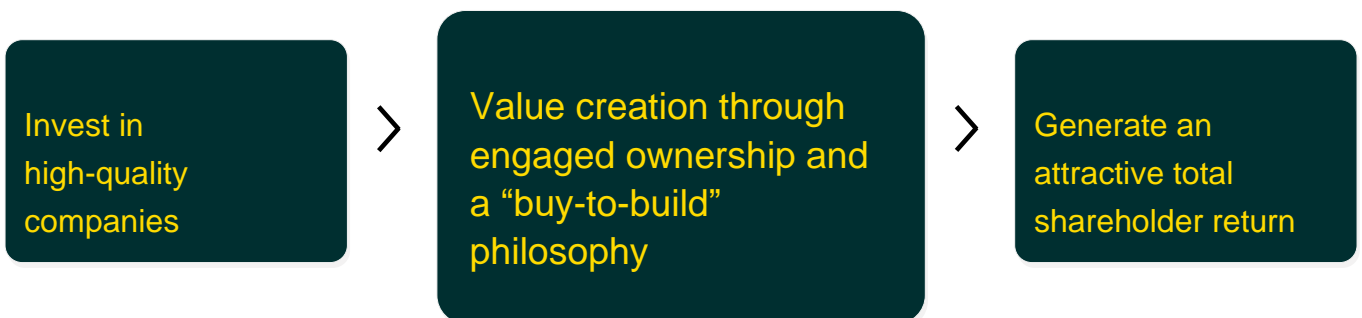 Invest in
high-quality
companies
Value creation through
engaged ownership and
a “buy-to-build”
philosophy
Generate an
attractive total
shareholder return